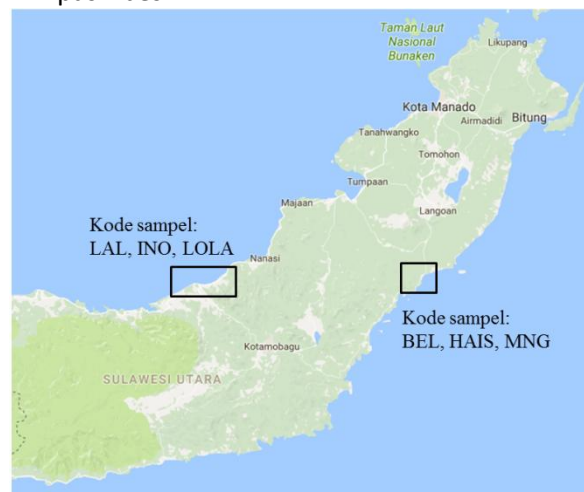 Taman Laut
Nasional
Bunaken
Likupang
Kota Manado
Airmadidi
Bitung
Tanahwangko
Tomohon
Tumpaan
Langoan
Majaan
Kode sampel:
LAL, INO, LOLA
Nanasi
Kode sampel:
BEL, HAIS, MNG
Kotamobagu
SULAWESI UTARA